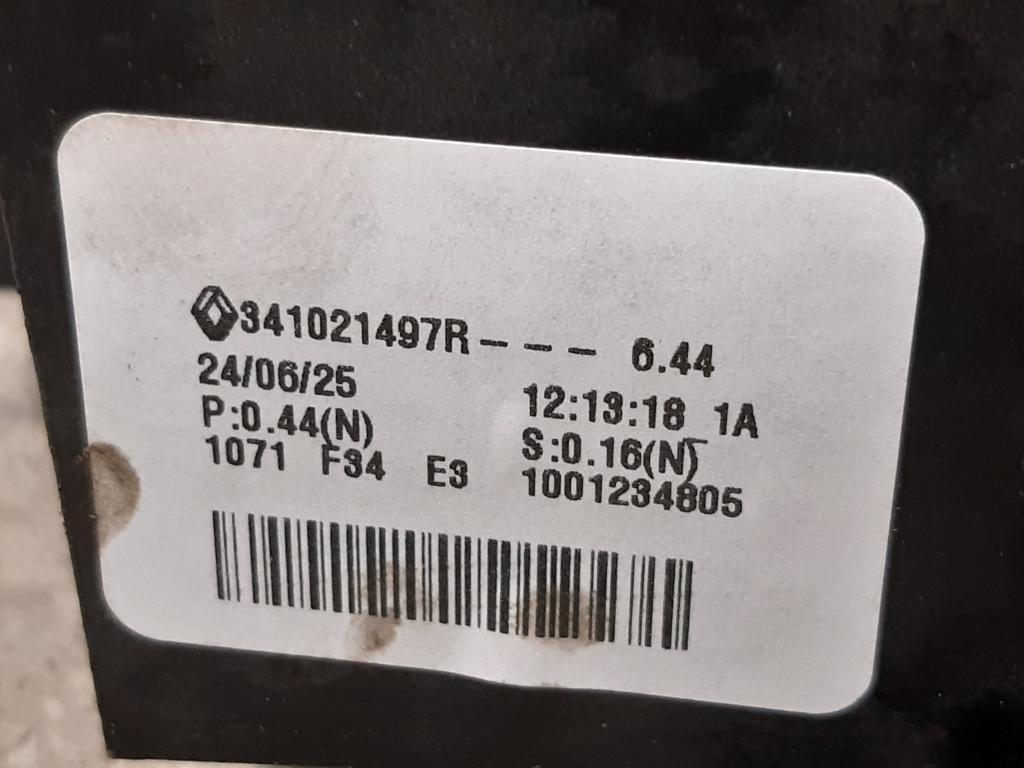 341021497R--- 6.44
24/06/25 12:13:18 1A
P:0.44(N) S:0.16(N)
1071 F34 E3 1001234805